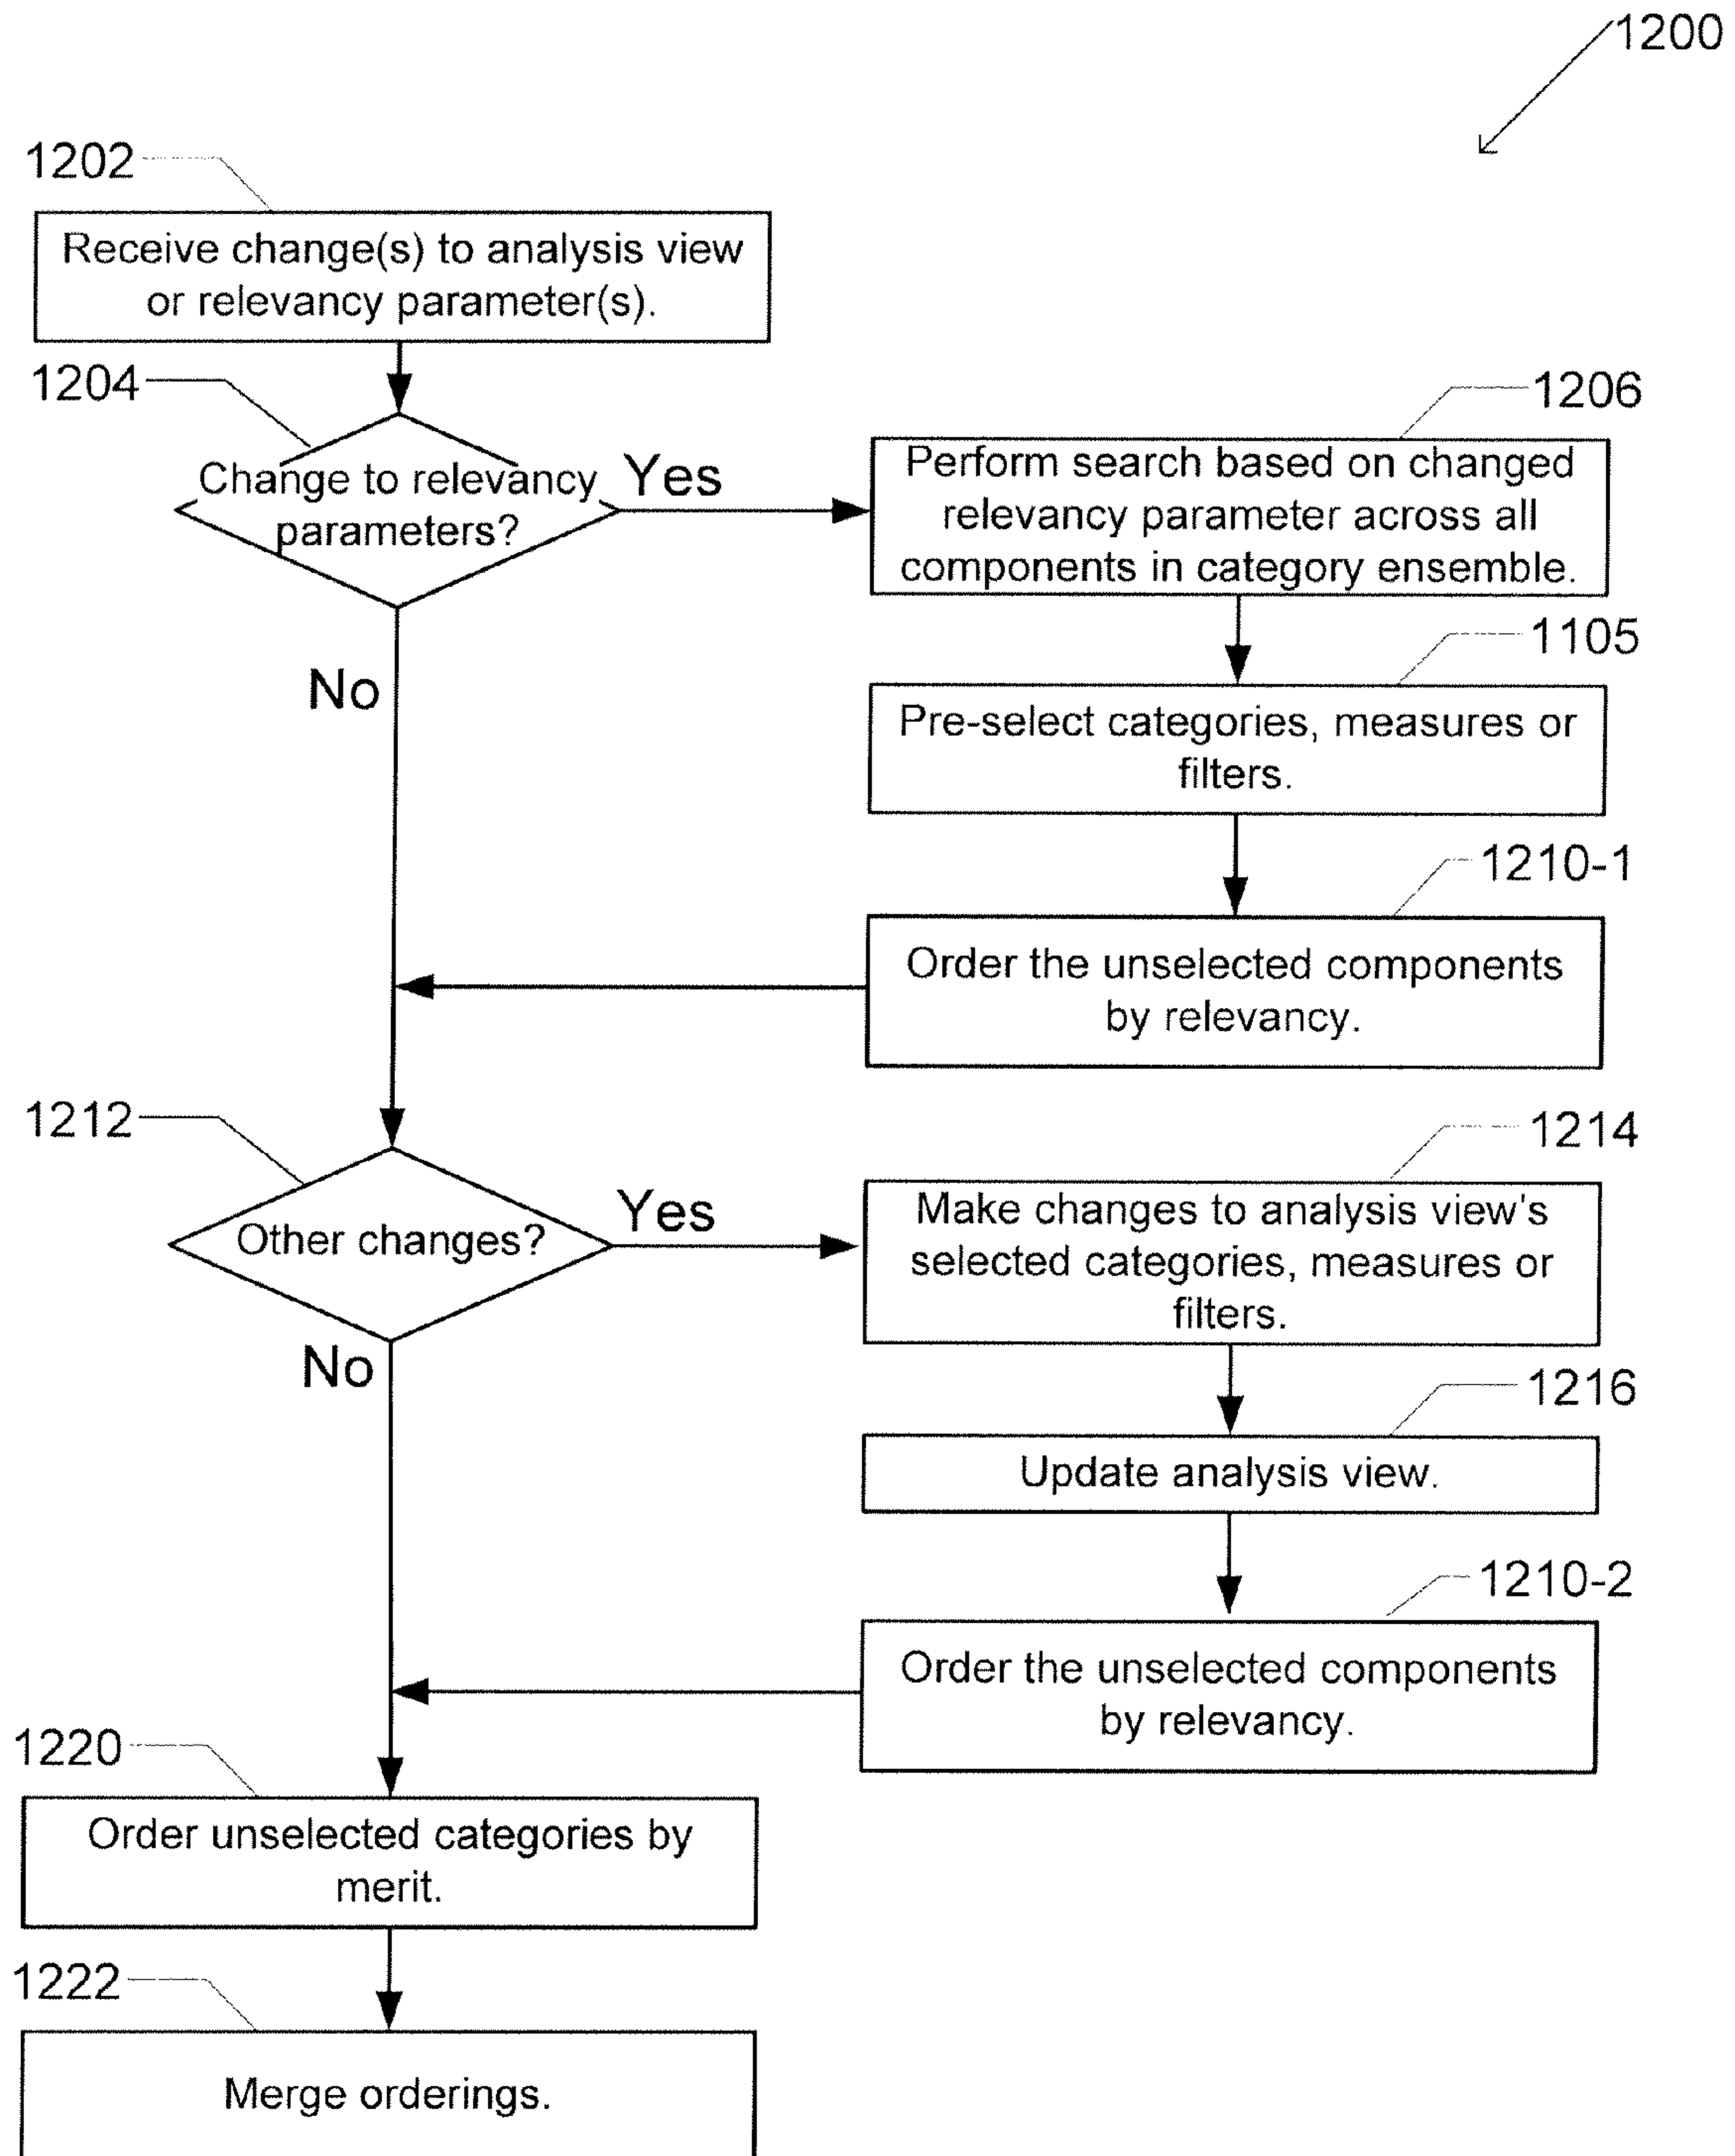 1200
1202
Receive change(s) to analysis view
or relevancy parameter(s).
1204
Change to relevancy
parameters?
Yes
No
1206
Perform search based on changed
relevancy parameter across all
components in category ensemble.
1105
Pre-select categories, measures or
filters.
1210-1
Order the unselected components
by relevancy.
1212
Other changes?
Yes
No
1214
Make changes to analysis view's
selected categories, measures or
filters.
1216
Update analysis view.
1210-2
Order the unselected components
by relevancy.
1220
Order unselected categories by
merit.
1222
Merge orderings.